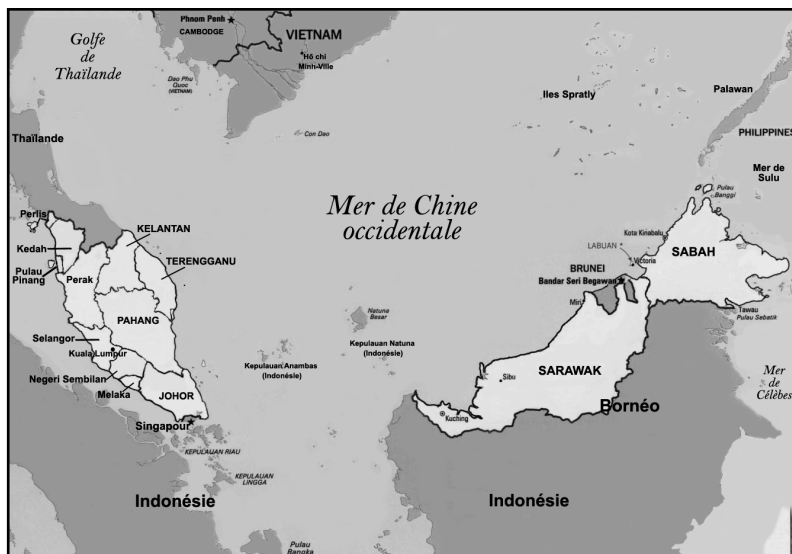 Phnom Penh
CAMBODGE
VIETNAM
Hô chi
Minh-Ville
Golfe
de
Thaïlande
Dao Phu
Quoc
(VIETNAM)
Con Dao
Iles Spratly
Palawan
PHILIPPINES
Mer de
Sulu
Thaïlande
Mer de Chine
occidentale
Pulau
Banggi
Perlis
KELANTAN
Kedah
TERENGGANU
Pulau
Pinang
Perak
Kota Kinabalu
LABUAN
Victoria
SABAH
BRUNEI
Bandar Seri Begawan
Miri
Tawau
Pulau Sebatik
Natuna
Besar
PAHANG
Selangor
Kuala Lumpur
Kepulauan Natuna
(Indonésie)
Kepulauan Anambas
(Indonésie)
Negeri Sembilan
Melaka
JOHOR
Singapour
SARAWAK
Sibu
Kuching
Bornéo
Mer
de
Célèbes
KEPULAUAN RIAU
KEPULAUAN
LINGGA
Indonésie
Indonésie
Pulau
Bangka